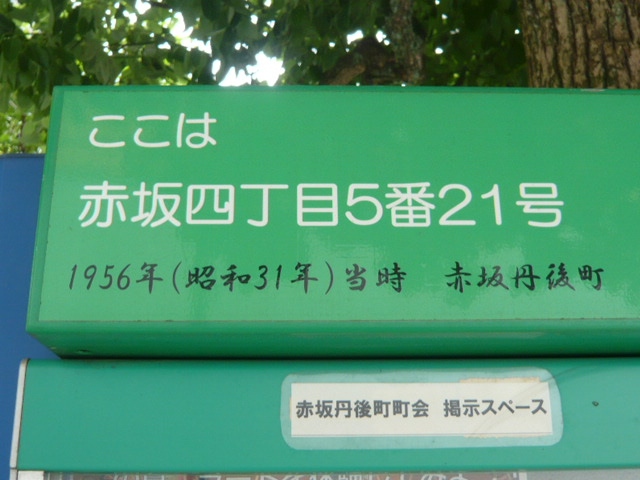 ここは
赤坂四丁目5番21号
1956年(昭和31年)当時　赤坂丹後町
赤坂丹後町町会　掲示スペース